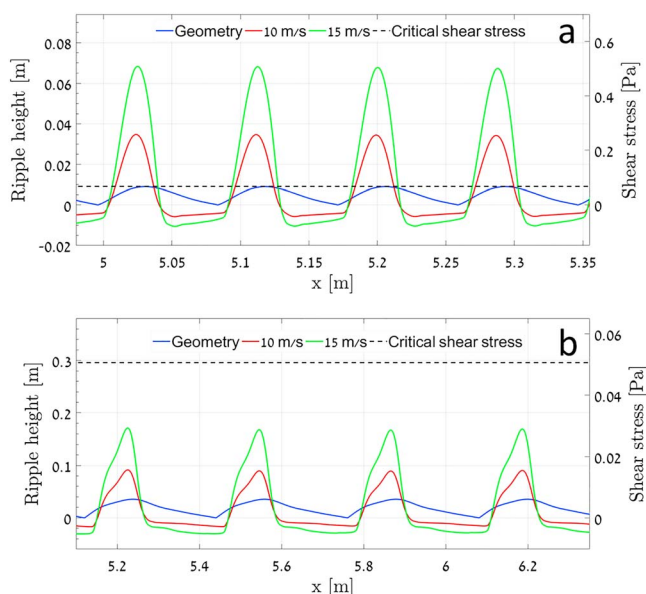 Geometry 10 m/s 15 m/s Critical shear stress
a
Ripple height [m]
Shear stress [Pa]
0.08
0.06
0.04
0.02
0
-0.02
0.6
0.4
0.2
0
5 5.05 5.1 5.15 5.2 5.25 5.3 5.35
x [m]
Geometry 10 m/s 15 m/s Critical shear stress
b
Ripple height [m]
Shear stress [Pa]
0.3
0.2
0.1
0
0.06
0.04
0.02
0
5.2 5.4 5.6 5.8 6 6.2
x [m]